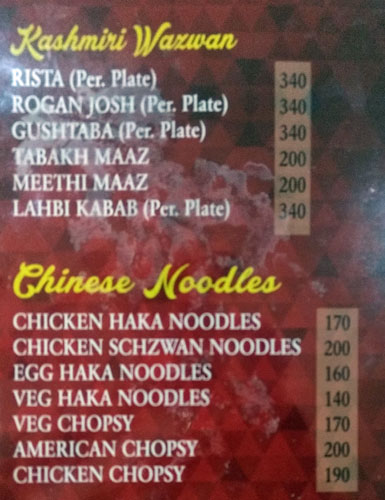 Kashmiri Wazwan
RISTA (Per. Plate) 340
ROGAN JOSH (Per. Plate) 340
GUSHTABA (Per. Plate) 340
TABAKH MAAZ 200
MEETHI MAAZ 200
LAHBI KABAB (Per. Plate) 340
Chinese Noodles
CHICKEN HAKA NOODLES 170
CHICKEN SCHZWAN NOODLES 200
EGG HAKA NOODLES 160
VEG HAKA NOODLES 140
VEG CHOPSY 170
AMERICAN CHOPSY 200
CHICKEN CHOPSY 190